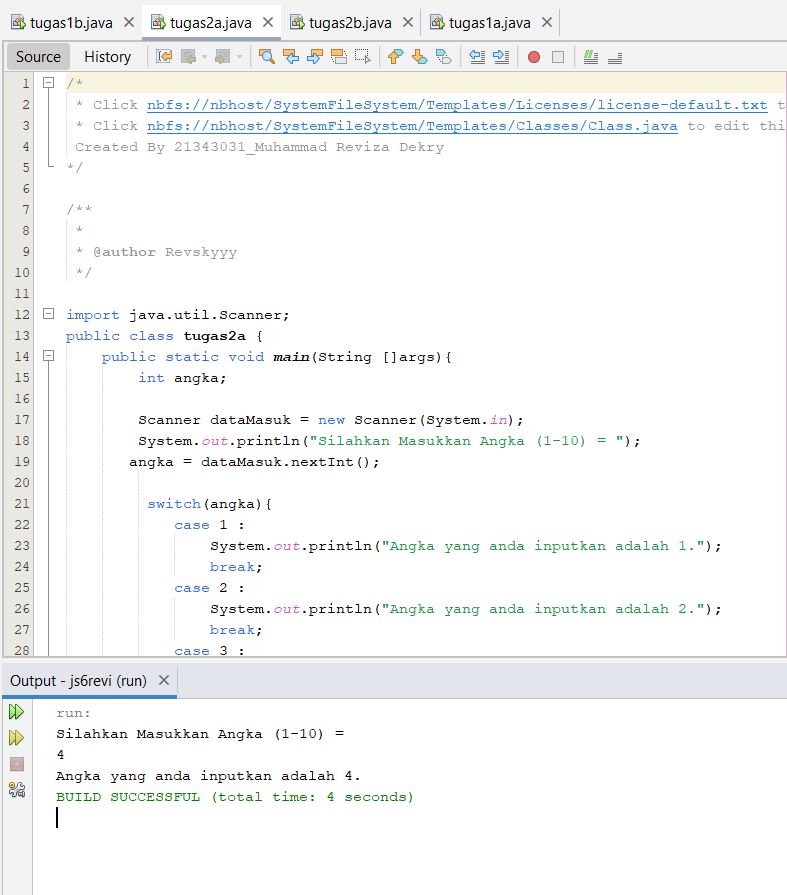 tugas1b.java tugas2a.java tugas2b.java tugas1a.java
Source History
1 /*
2 * Click nbfs://nbhost/SystemFileSystem/Templates/Licenses/license-default.txt t
3 * Click nbfs://nbhost/SystemFileSystem/Templates/Classes/Class.java to edit thi
4 Created By 21343031_Muhammad Reviza Dekry
5 */
6
7 /**
8 *
9 * @author Revskyyy
10 */
11
12 import java.util.Scanner;
13 public class tugas2a {
14 public static void main(String []args){
15 int angka;
16
17 Scanner dataMasuk = new Scanner(System.in);
18 System.out.println("Silahkan Masukkan Angka (1-10) = ");
19 angka = dataMasuk.nextInt();
20
21 switch(angka){
22 case 1 :
23 System.out.println("Angka yang anda inputkan adalah 1.");
24 break;
25 case 2 :
26 System.out.println("Angka yang anda inputkan adalah 2.");
27 break;
28 case 3 :
Output - js6revi (run)
run:
Silahkan Masukkan Angka (1-10) =
4
Angka yang anda inputkan adalah 4.
BUILD SUCCESSFUL (total time: 4 seconds)